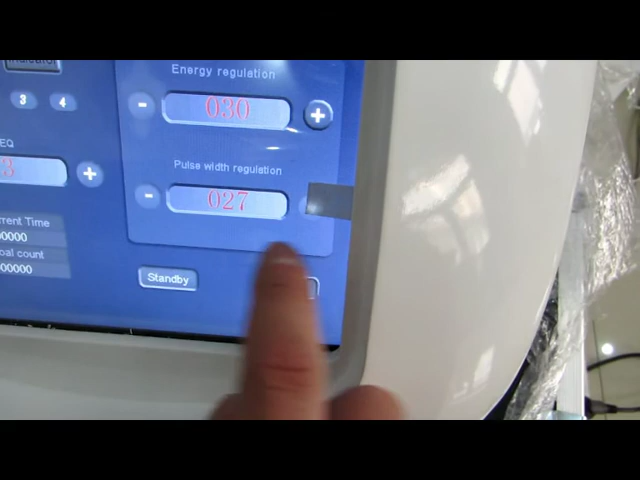 Energy regulation
3 4
- 030 +
EQ
Pulse width regulation
3 +
- 027
rrent Time
00000
oal count
00000
Standby